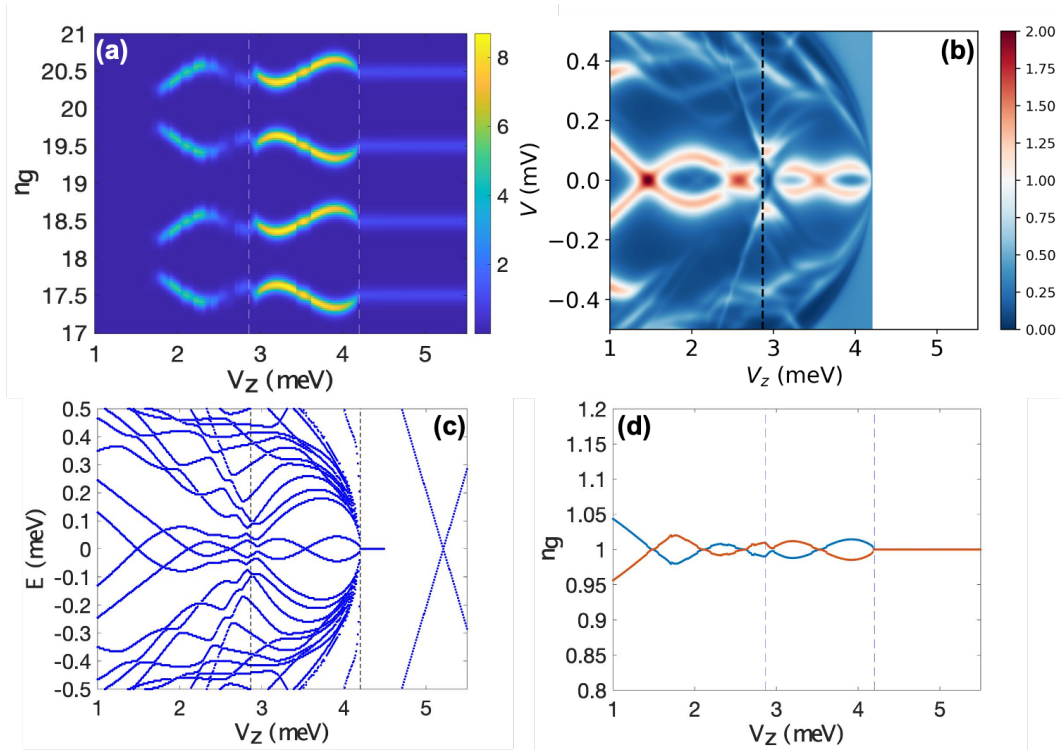 (a)
21
20.5
20
19.5
19
18.5
18
17.5
17
n_g
1 2 3 4 5
V_Z (meV)
8
6
4
2
(b)
0.4
0.2
0.0
−0.2
−0.4
V (mV)
1 2 3 4 5
V_z (meV)
2.00
1.75
1.50
1.25
1.00
0.75
0.50
0.25
0.00
(c)
0.5
0.4
0.3
0.2
0.1
0
-0.1
-0.2
-0.3
-0.4
-0.5
E (meV)
1 2 3 4 5
V_Z (meV)
(d)
1.2
1.15
1.1
1.05
1
0.95
0.9
0.85
0.8
n_g
1 2 3 4 5
V_Z (meV)